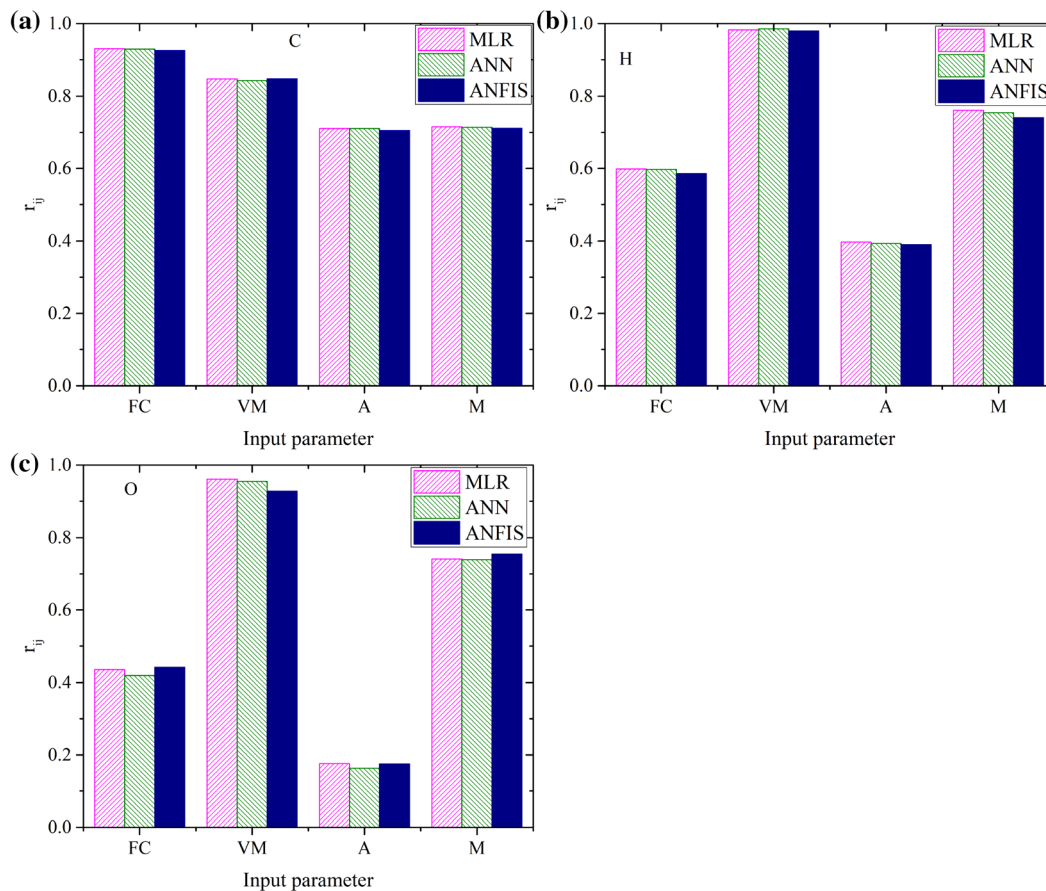 (a)
C
MLR
ANN
ANFIS
1.0
0.8
0.6
0.4
0.2
0.0
r_ij
FC VM A M
Input parameter
(b)
H
MLR
ANN
ANFIS
1.0
0.8
0.6
0.4
0.2
0.0
r_ij
FC VM A M
Input parameter
(c)
O
MLR
ANN
ANFIS
1.0
0.8
0.6
0.4
0.2
0.0
r_ij
FC VM A M
Input parameter